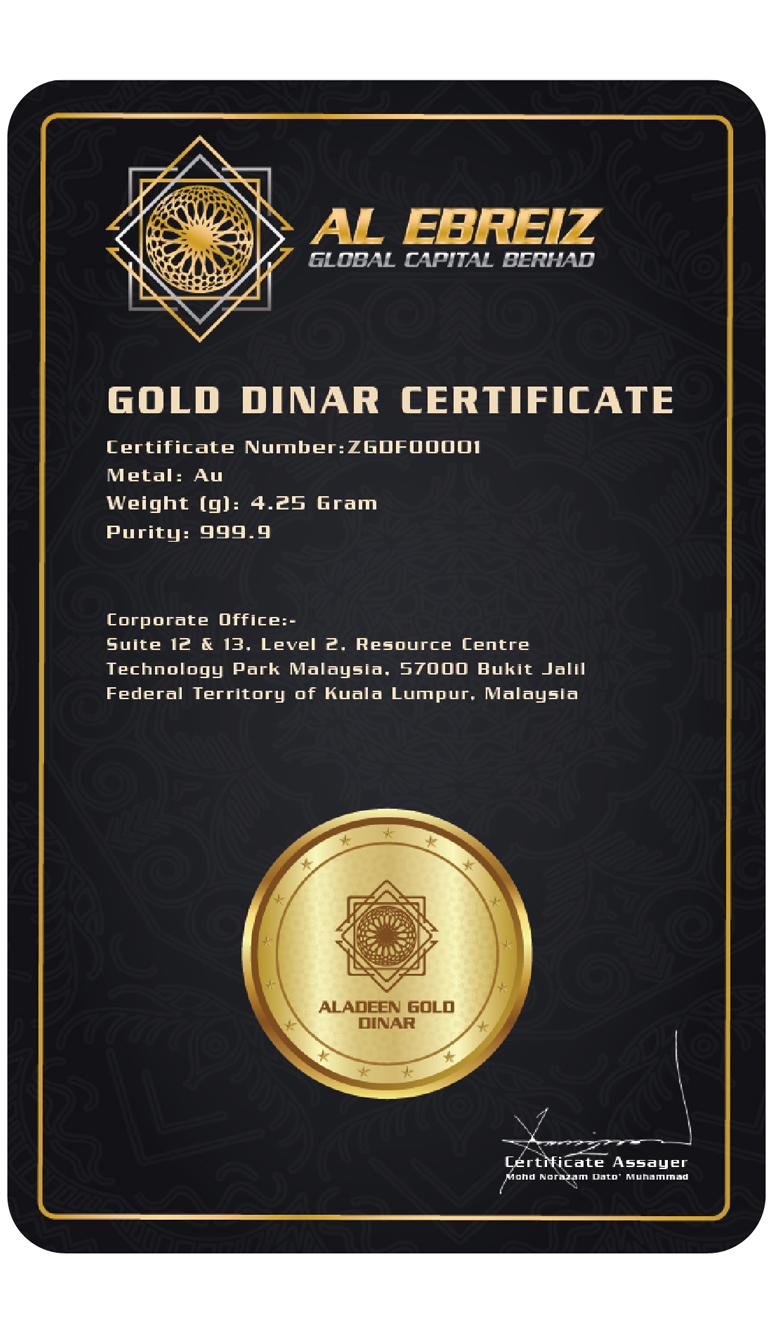 AL EBREIZ
GLOBAL CAPITAL BERHAD
GOLD DINAR CERTIFICATE
Certificate Number:ZGDF00001
Metal: Au
Weight (g): 4.25 Gram
Purity: 999.9
Corporate Office:-
Suite 12 & 13, Level 2, Resource Centre
Technology Park Malaysia, 57000 Bukit Jalil
Federal Territory of Kuala Lumpur, Malaysia
ALADEEN GOLD
DINAR
Certificate Assayer
Mohd Norazam Dato' Muhammad